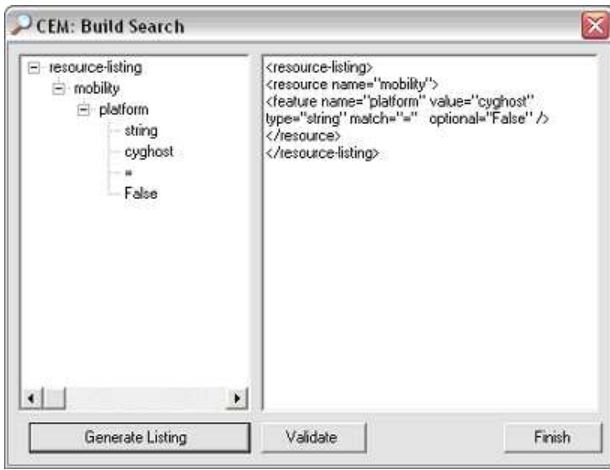 CEM: Build Search
resource-listing
mobility
platform
string
cyghost
=
False
<resource-listing>
<resource name="mobility">
<feature name="platform" value="cyghost"
type="string" match="="   optional="False" />
</resource>
</resource-listing>
Generate Listing
Validate
Finish